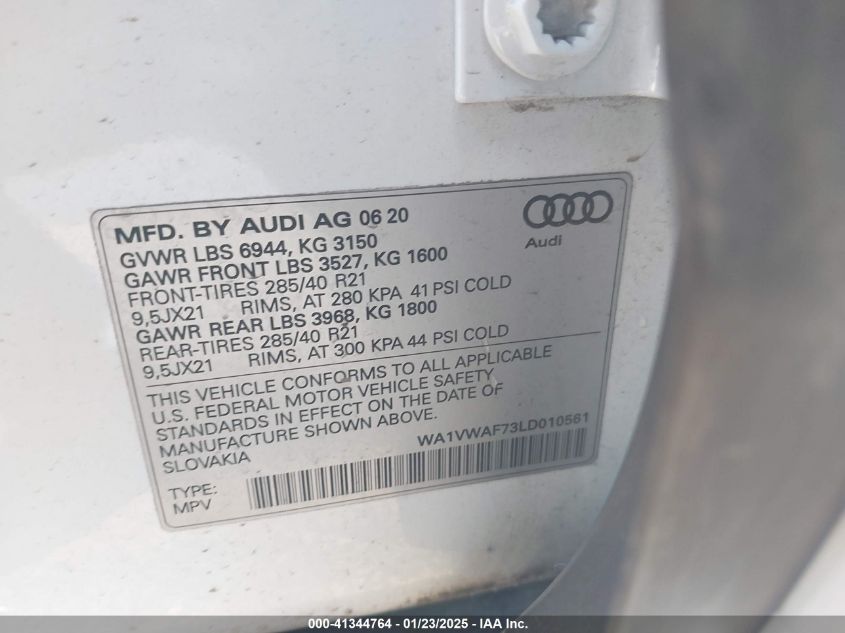 MFD. BY AUDI AG 06 20
Audi
GVWR LBS 6944, KG 3150
GAWR FRONT LBS 3527, KG 1600
FRONT-TIRES 285/40 R21
9,5JX21 RIMS, AT 280 KPA 41 PSI COLD
GAWR REAR LBS 3968, KG 1800
REAR-TIRES 285/40 R21
9,5JX21 RIMS, AT 300 KPA 44 PSI COLD
THIS VEHICLE CONFORMS TO ALL APPLICABLE
U.S. FEDERAL MOTOR VEHICLE SAFETY
STANDARDS IN EFFECT ON THE DATE OF
MANUFACTURE SHOWN ABOVE.
SLOVAKIA
WA1VWAF73LD010561
TYPE:
MPV
000-41344764 - 01/23/2025 - IAA Inc.